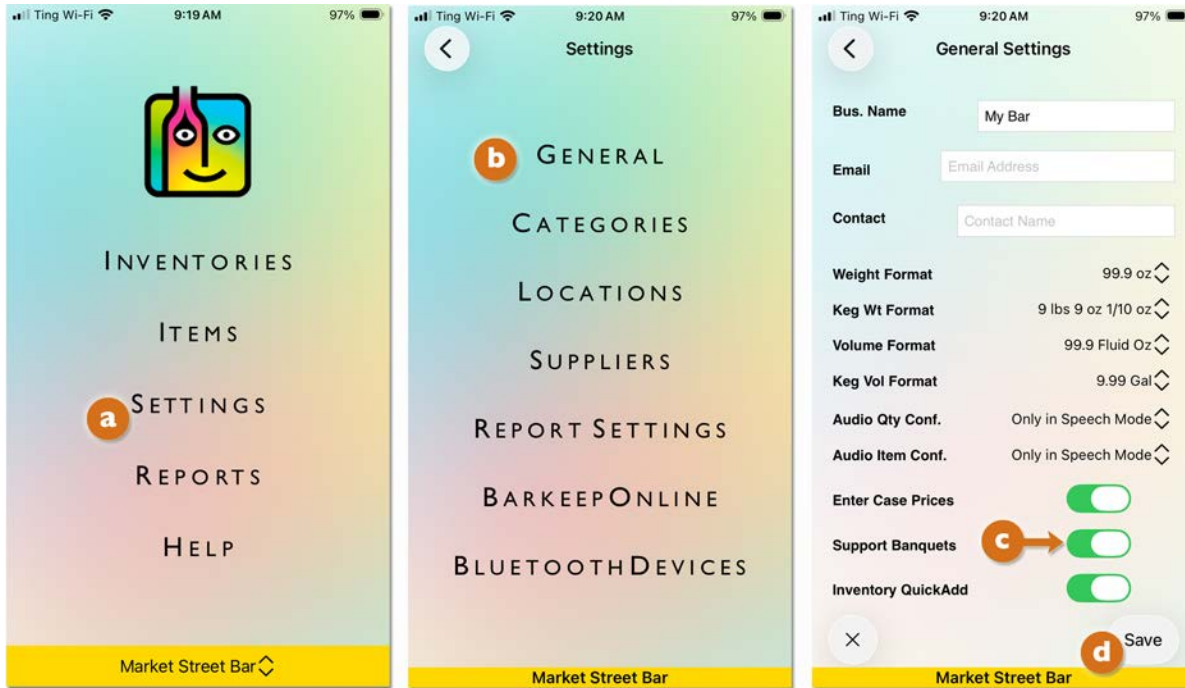 Ting Wi-Fi 9:19 AM 97%
INVENTORIES
ITEMS
a SETTINGS
REPORTS
HELP
Market Street Bar
Ting Wi-Fi 9:20 AM 97%
Settings
b GENERAL
CATEGORIES
LOCATIONS
SUPPLIERS
REPORT SETTINGS
BARKEEPONLINE
BLUETOOTHDEVICES
Market Street Bar
Ting Wi-Fi 9:20 AM 97%
General Settings
Bus. Name My Bar
Email Email Address
Contact Contact Name
Weight Format 99.9 oz
Keg Wt Format 9 lbs 9 oz 1/10 oz
Volume Format 99.9 Fluid Oz
Keg Vol Format 9.99 Gal
Audio Qty Conf. Only in Speech Mode
Audio Item Conf. Only in Speech Mode
Enter Case Prices
Support Banquets c
Inventory QuickAdd
d Save
Market Street Bar